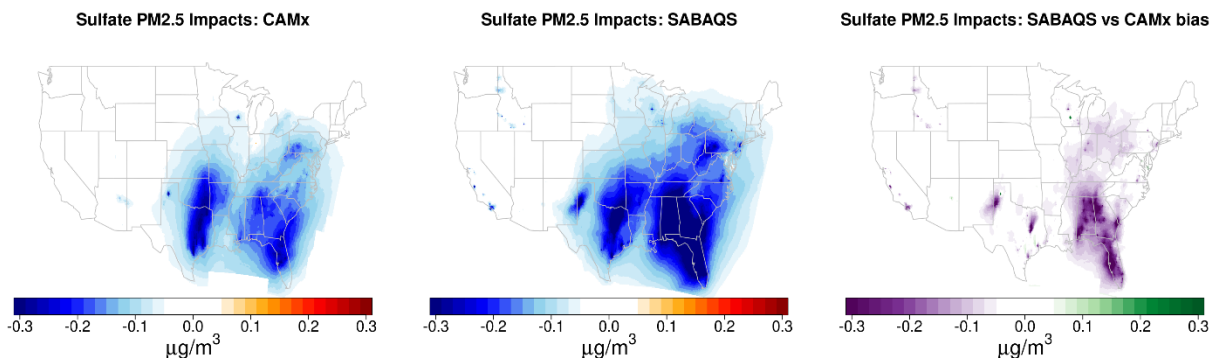 Sulfate PM2.5 Impacts: CAMx
-0.3 -0.2 -0.1 0.0 0.1 0.2 0.3
μg/m³
Sulfate PM2.5 Impacts: SABAQS
-0.3 -0.2 -0.1 0.0 0.1 0.2 0.3
μg/m³
Sulfate PM2.5 Impacts: SABAQS vs CAMx bias
-0.3 -0.2 -0.1 0.0 0.1 0.2 0.3
μg/m³